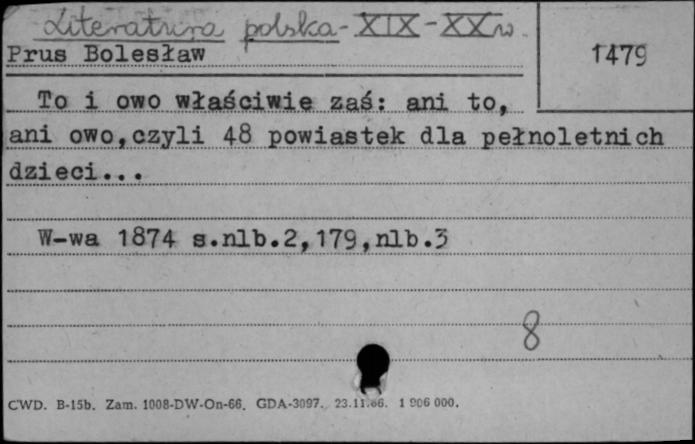 Literatura polska - XIX - XX w.
Prus Bolesław
1479
To i owo właściwie zaś: ani to,
ani owo,czyli 48 powiastek dla pełnoletnich
dzieci...
W-wa 1874 s.nlb.2,179,nlb.3
8
CWD. B-15b. Zam. 1008-DW-On-66. GDA-3097. 23.11.66. 1 906 000.